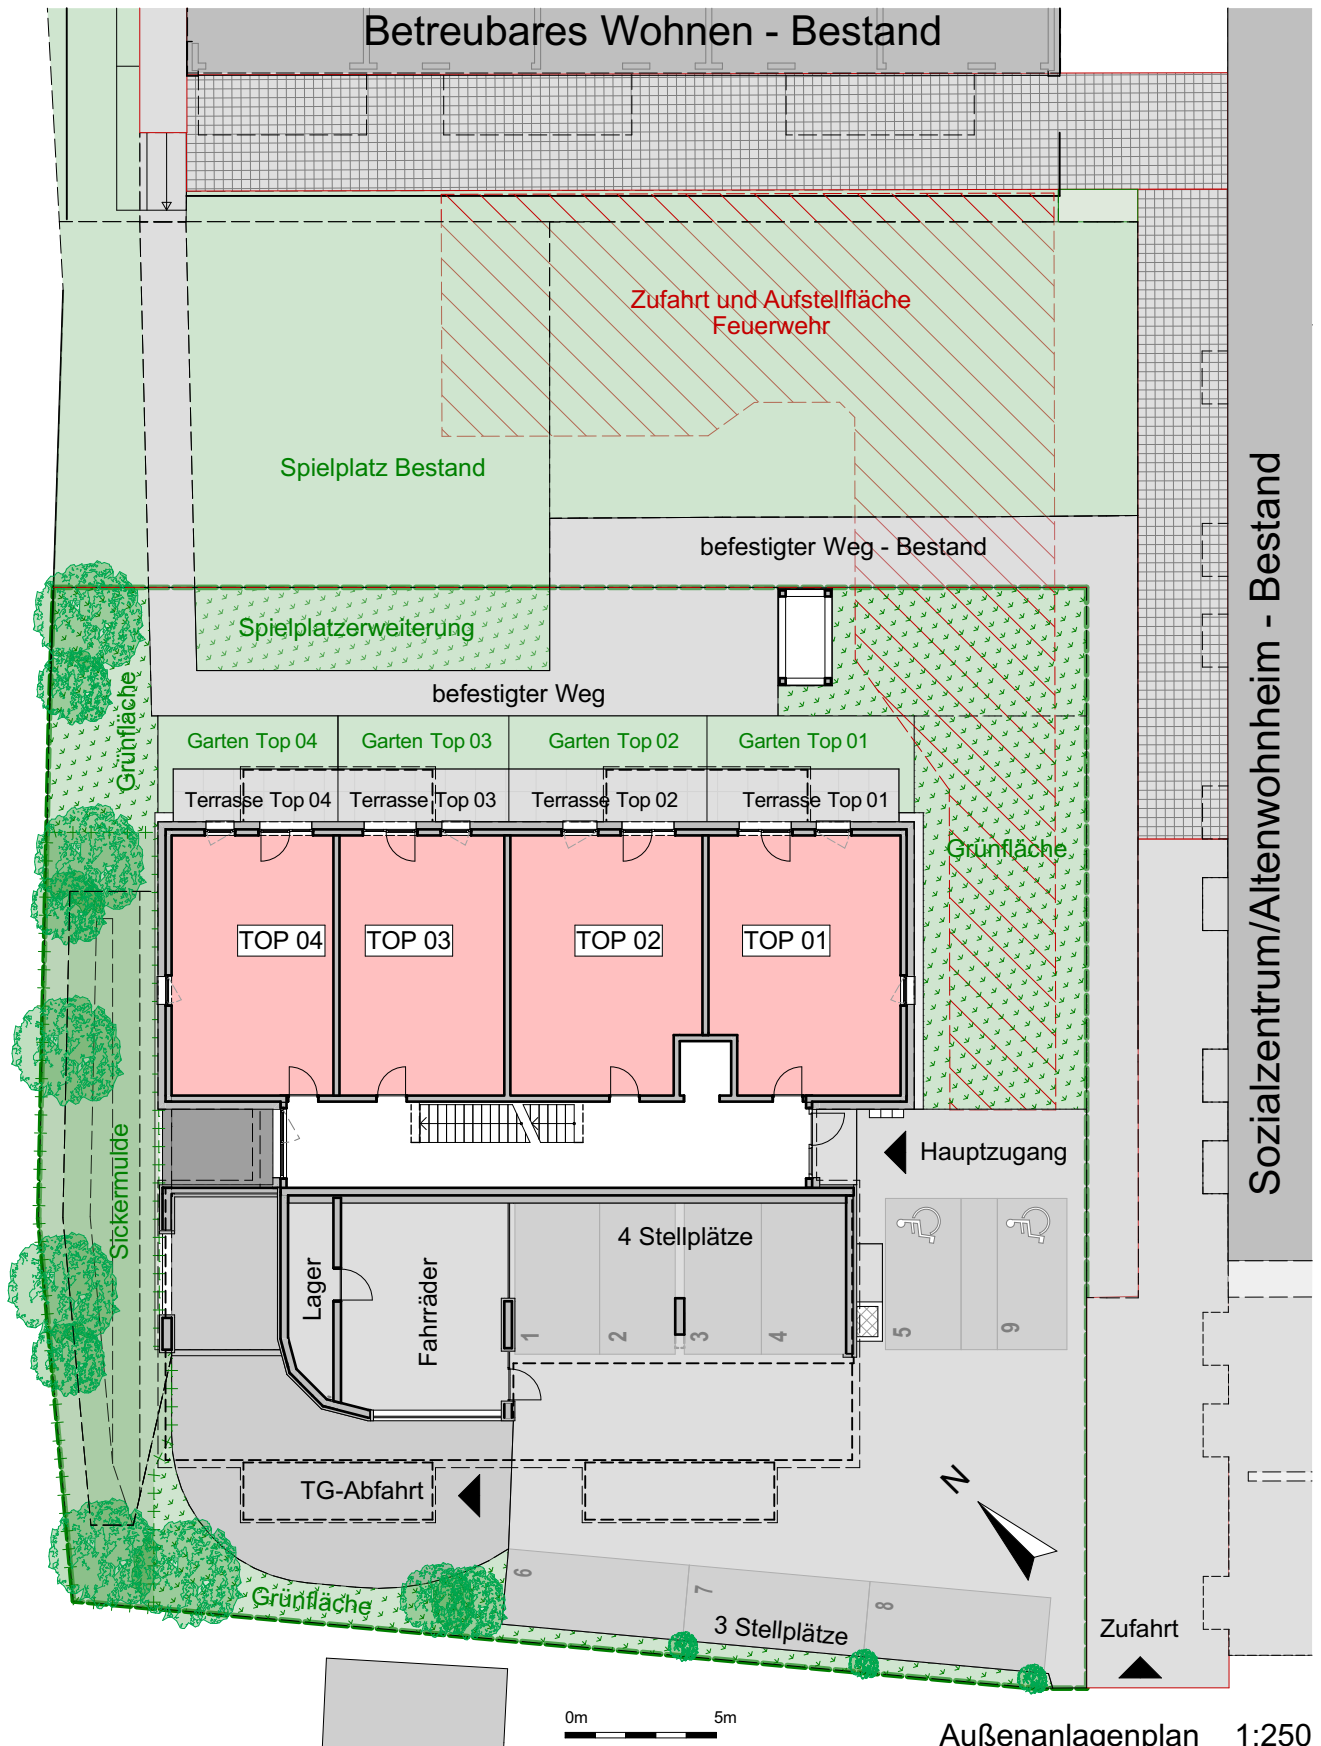 Betreubares Wohnen - Bestand
Zufahrt und Aufstellfläche
Feuerwehr
Spielplatz Bestand
befestigter Weg - Bestand
Sozialzentrum/Altenwohnheim - Bestand
Spielplatzerweiterung
befestigter Weg
Grünfläche
Garten Top 04
Garten Top 03
Garten Top 02
Garten Top 01
Terrasse Top 04
Terrasse Top 03
Terrasse Top 02
Terrasse Top 01
Grünfläche
TOP 04
TOP 03
TOP 02
TOP 01
Sickermulde
Hauptzugang
4 Stellplätze
Lager
Fahrräder
1
2
3
4
5
9
TG-Abfahrt
N
6
7
8
Grünfläche
3 Stellplätze
Zufahrt
0m
5m
Außenanlagenplan 1:250